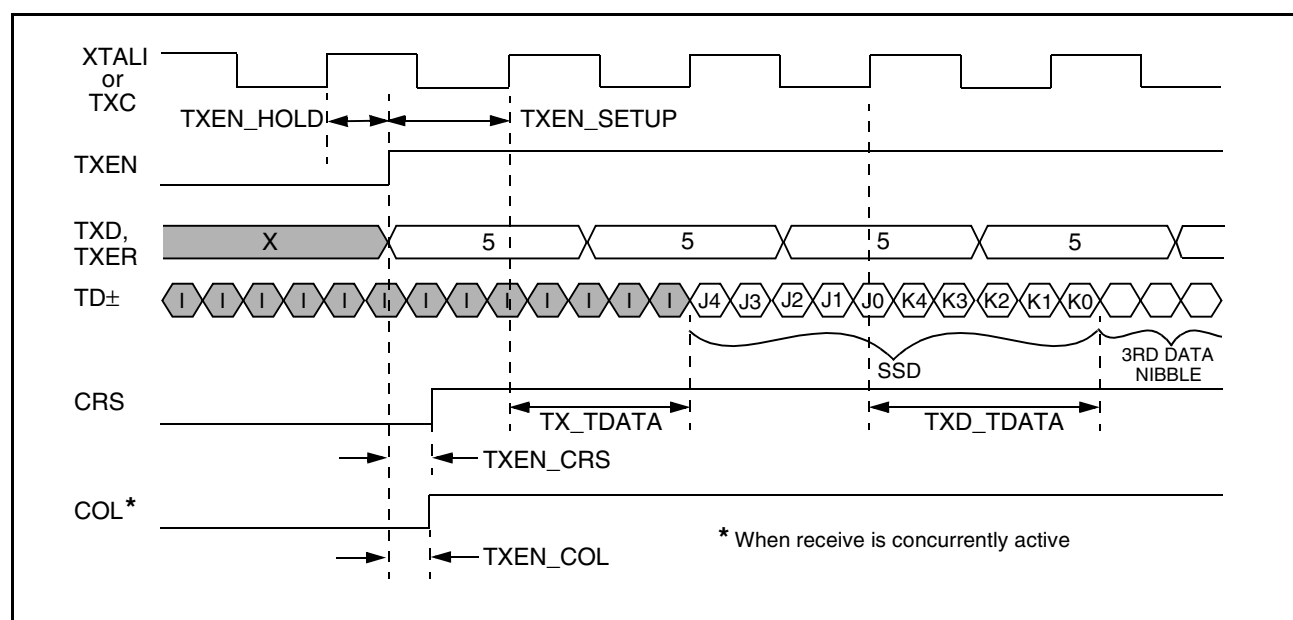 XTALI
or
TXC
TXEN_HOLD TXEN_SETUP
TXEN
TXD,
TXER
X 5 5 5 5
TD± I I I I I I I I I I I I I J4 J3 J2 J1 J0 K4 K3 K2 K1 K0
SSD
3RD DATA
NIBBLE
CRS
TX_TDATA TXD_TDATA
TXEN_CRS
COL*
* When receive is concurrently active
TXEN_COL